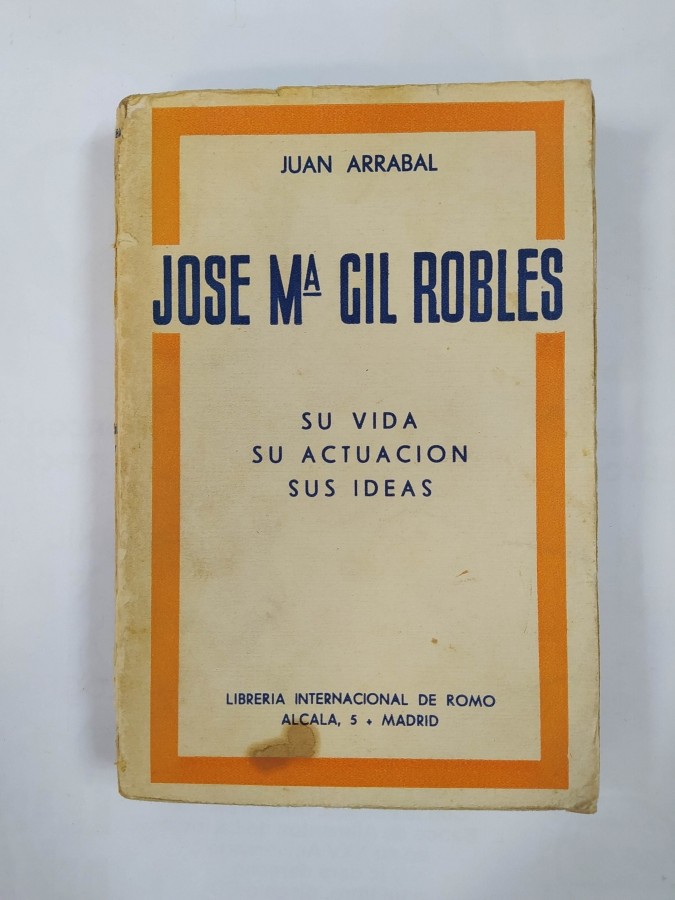 JUAN ARRABAL
JOSE Mª GIL ROBLES
SU VIDA
SU ACTUACION
SUS IDEAS
LIBRERIA INTERNACIONAL DE ROMO
ALCALA, 5 + MADRID